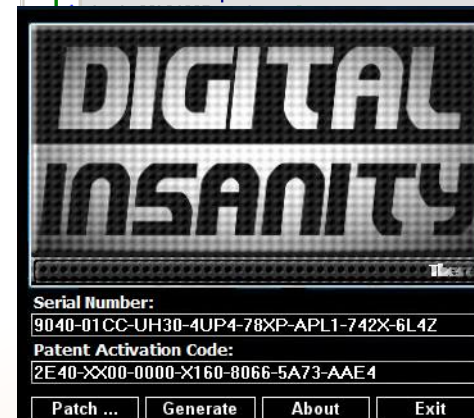 DIGITAL
INSANITY
Serial Number:
9040-01CC-UH30-4UP4-78XP-APL1-742X-6L4Z
Patent Activation Code:
2E40-XX00-0000-X160-8066-5A73-AAE4
Patch ... Generate About Exit